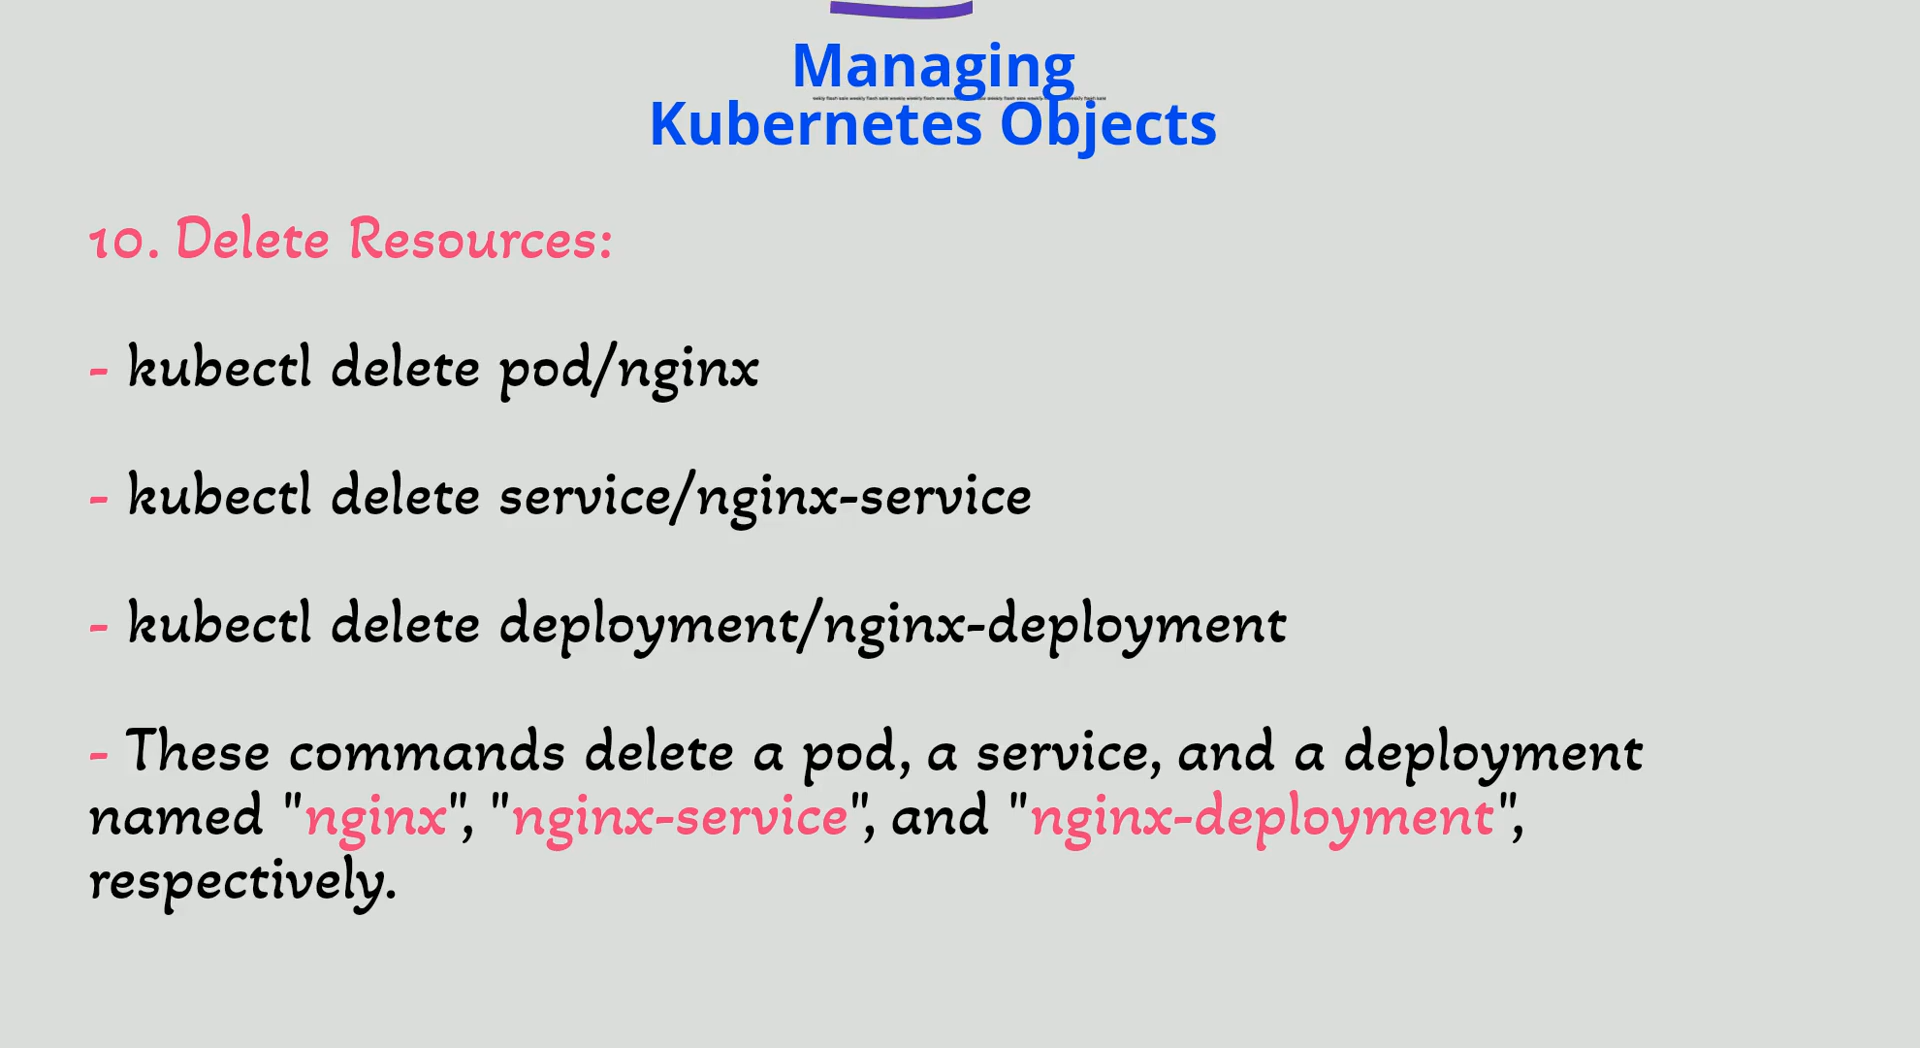 Managing
Kubernetes Objects
10. Delete Resources:
- kubectl delete pod/nginx
- kubectl delete service/nginx-service
- kubectl delete deployment/nginx-deployment
- These commands delete a pod, a service, and a deployment
named "nginx", "nginx-service", and "nginx-deployment",
respectively.